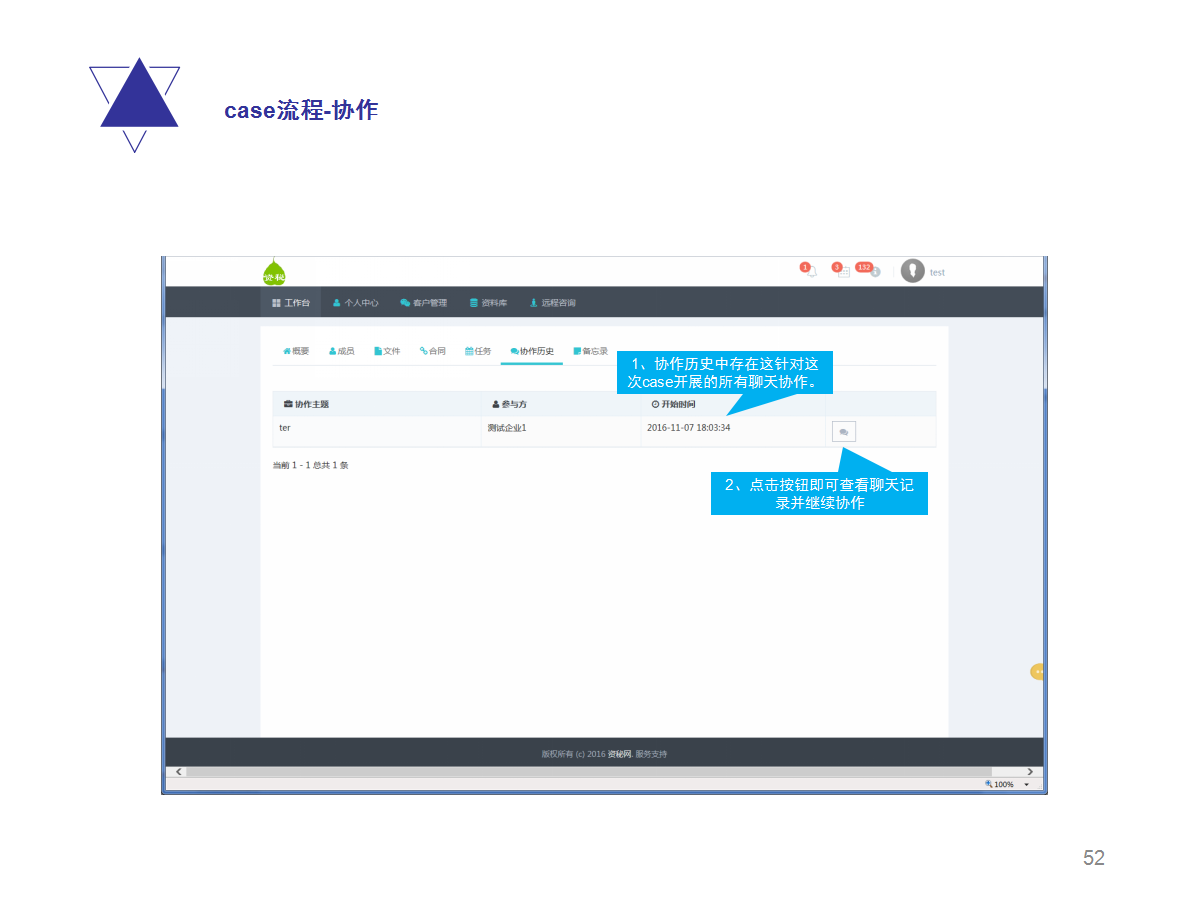 case流程-协作
资税
1
3
132
test
工作台 个人中心 客户管理 资料库 远程咨询
概要 成员 文件 合同 任务 协作历史 备忘录
1、协作历史中存在这针对这
次case开展的所有聊天协作。
协作主题 参与方 开始时间
ter 测试企业1 2016-11-07 18:03:34
当前 1 - 1 总共 1 条
2、点击按钮即可查看聊天记
录并继续协作
版权所有 (c) 2016 资秘网. 服务支持
100%
52